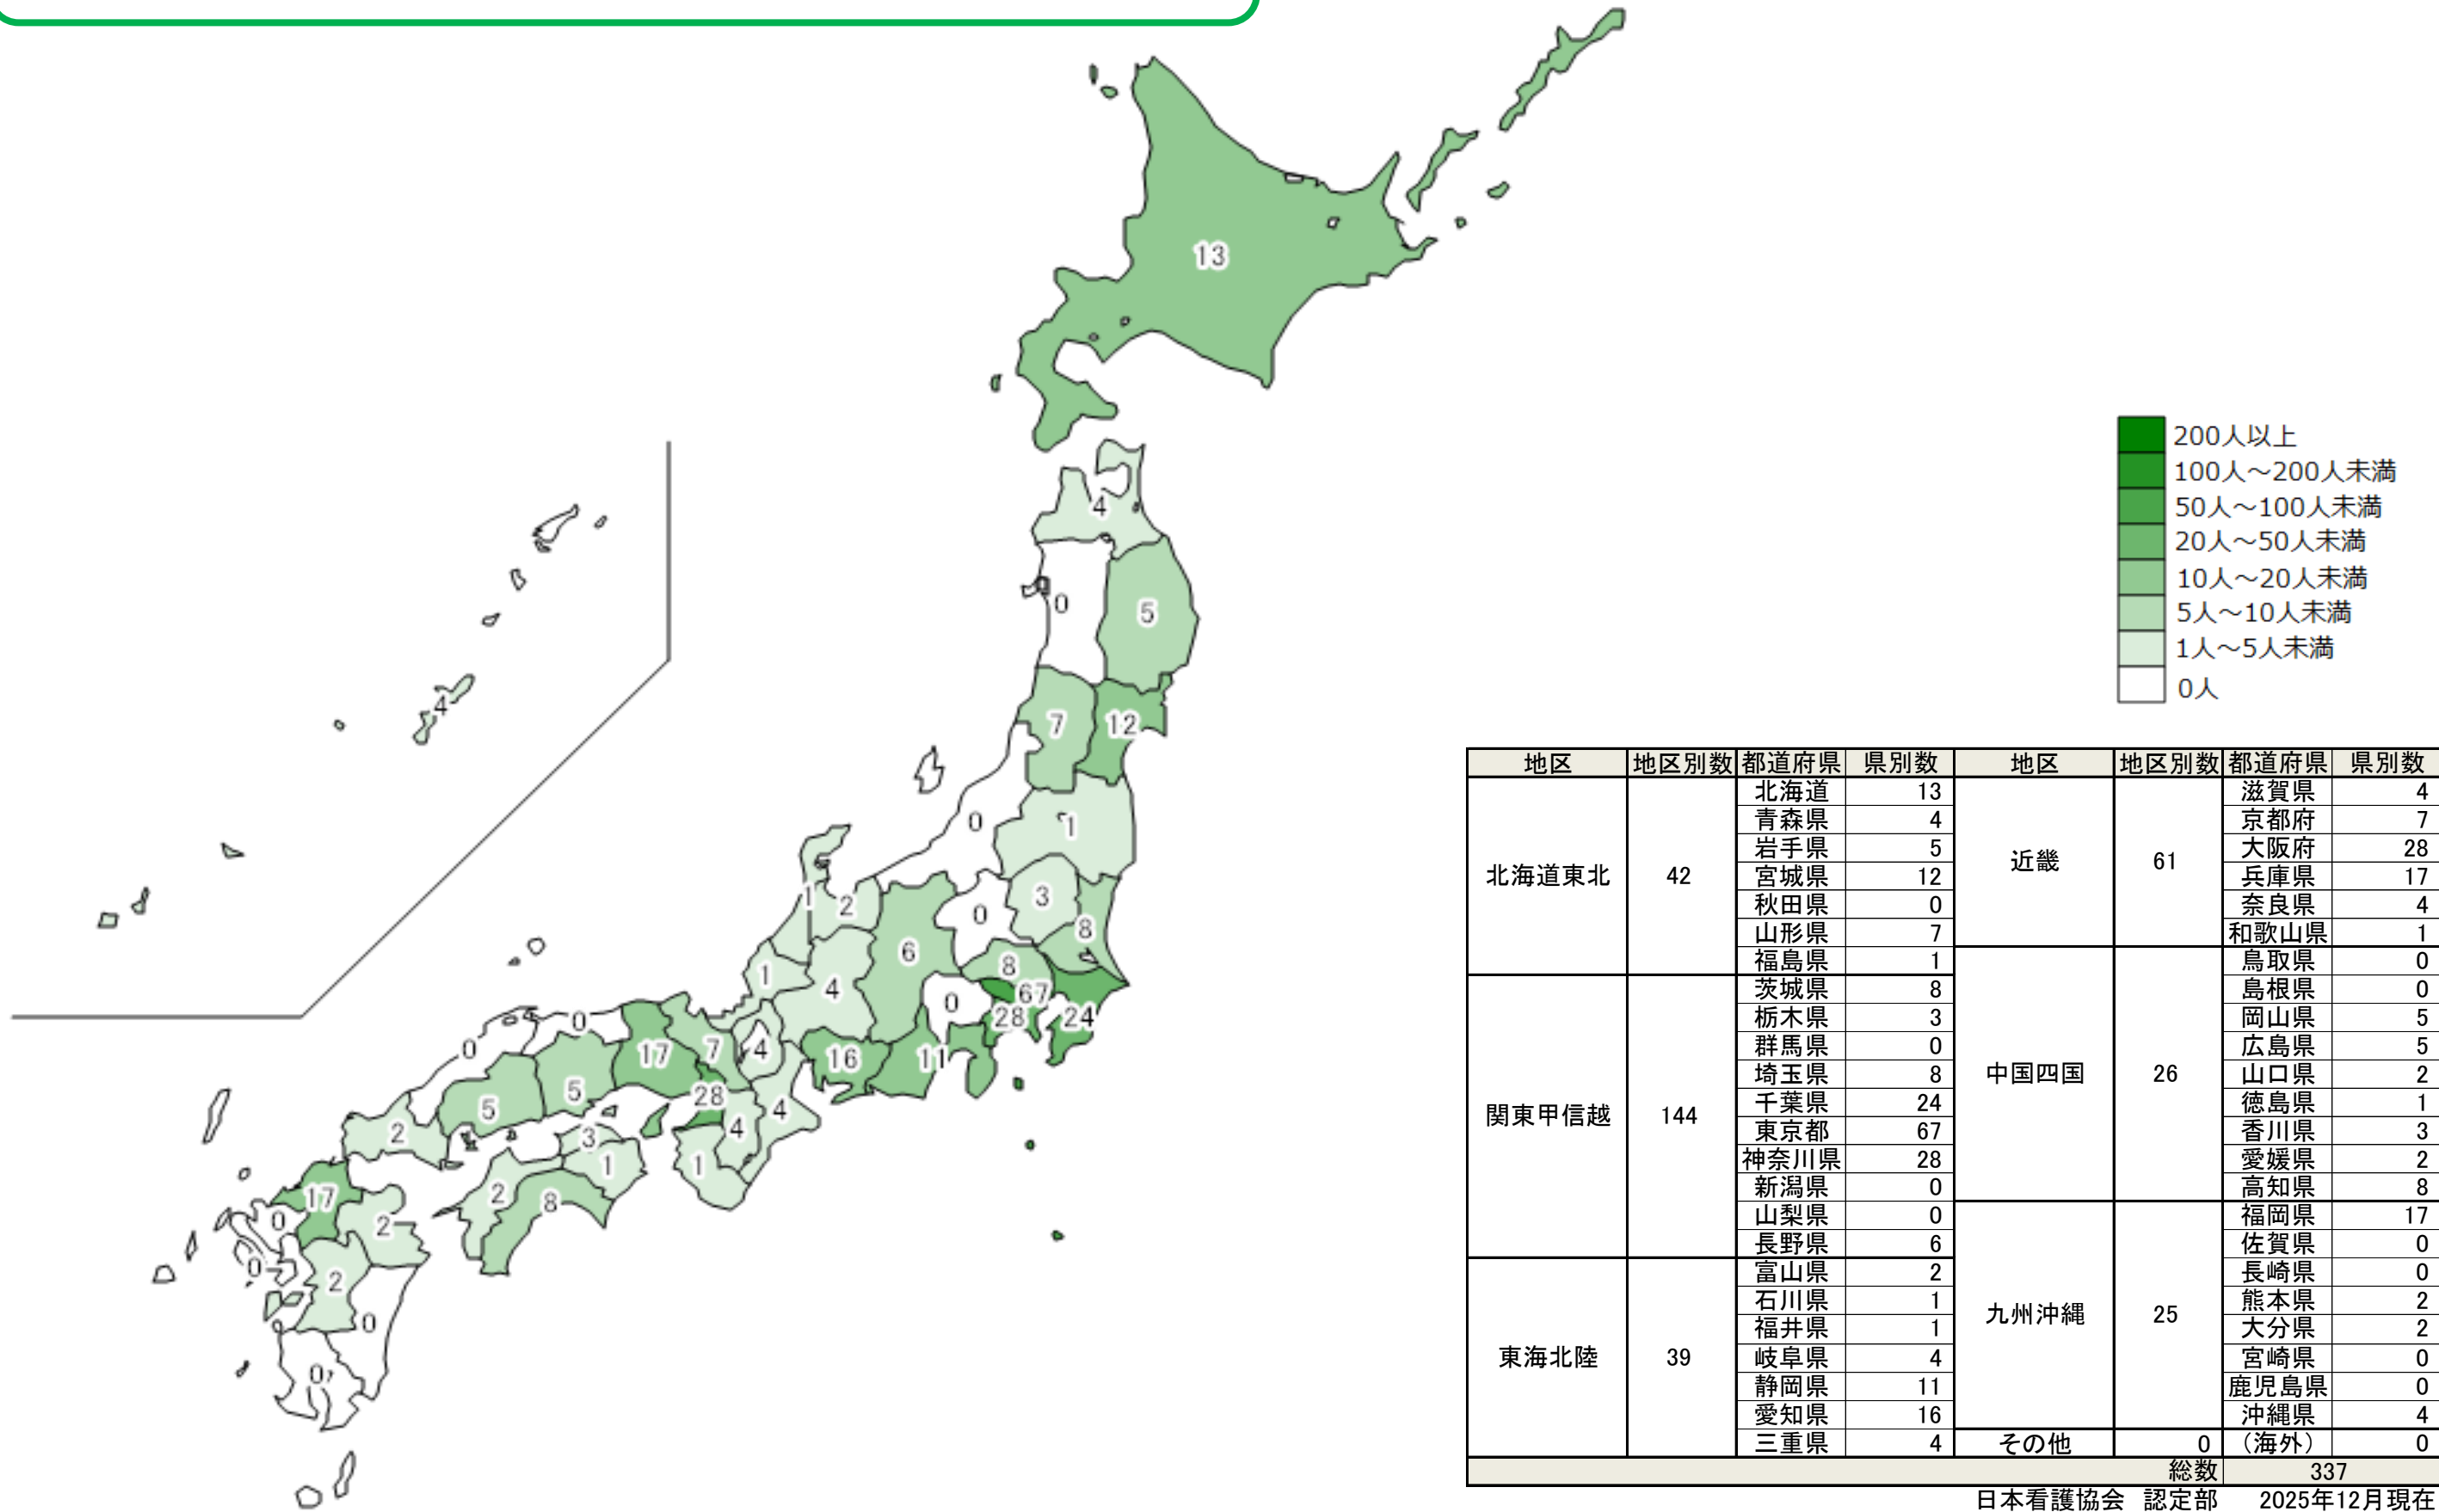 13
4
0
5
7
12
4
0
1
1
2
3
0
8
6
8
1
4
0
67
28
24
0
0
17
7
4
16
11
5
5
28
4
2
3
4
1
1
17
2
8
0
2
0
2
0
0
200人以上
100人～200人未満
50人～100人未満
20人～50人未満
10人～20人未満
5人～10人未満
1人～5人未満
0人
地区 地区別数 都道府県 県別数 地区 地区別数 都道府県 県別数
北海道東北 42 北海道 13 近畿 61 滋賀県 4
青森県 4 京都府 7
岩手県 5 大阪府 28
宮城県 12 兵庫県 17
秋田県 0 奈良県 4
山形県 7 和歌山県 1
福島県 1 中国四国 26 鳥取県 0
関東甲信越 144 茨城県 8 島根県 0
栃木県 3 岡山県 5
群馬県 0 広島県 5
埼玉県 8 山口県 2
千葉県 24 徳島県 1
東京都 67 香川県 3
神奈川県 28 愛媛県 2
新潟県 0 高知県 8
山梨県 0 九州沖縄 25 福岡県 17
長野県 6 佐賀県 0
東海北陸 39 富山県 2 長崎県 0
石川県 1 熊本県 2
福井県 1 大分県 2
岐阜県 4 宮崎県 0
静岡県 11 鹿児島県 0
愛知県 16 沖縄県 4
三重県 4 その他 0 （海外） 0
総数 337
日本看護協会 認定部 2025年12月現在